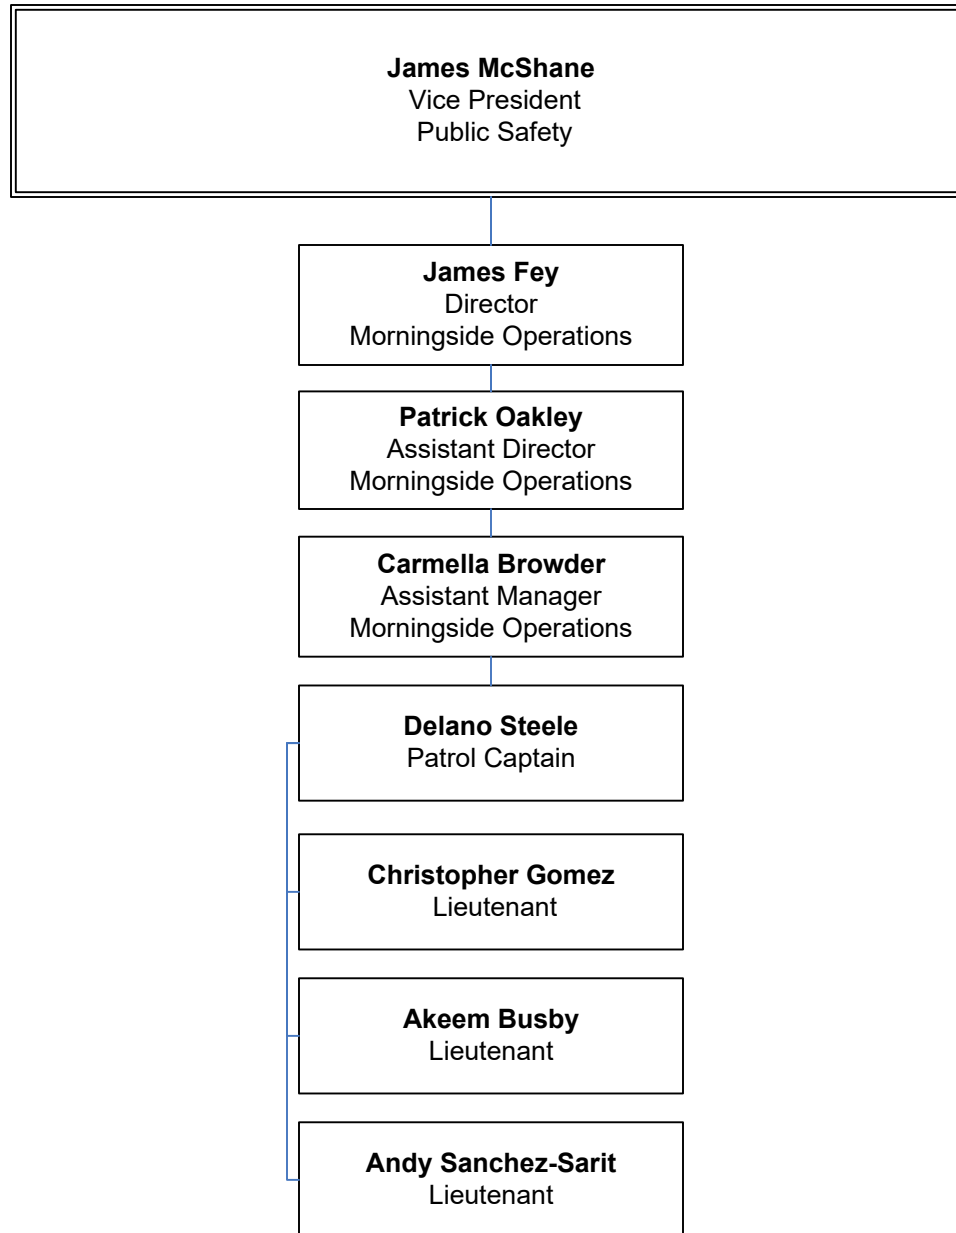 James McShane
Vice President
Public Safety
James Fey
Director
Morningside Operations
Patrick Oakley
Assistant Director
Morningside Operations
Carmella Browder
Assistant Manager
Morningside Operations
Delano Steele
Patrol Captain
Christopher Gomez
Lieutenant
Akeem Busby
Lieutenant
Andy Sanchez-Sarit
Lieutenant